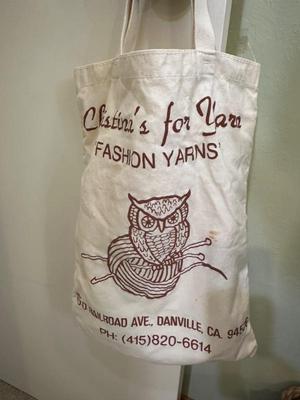 for Yarn
"FASHION YARNS"
RAILROAD AVE., DANVILLE, CA.
PH: (415)820-6614